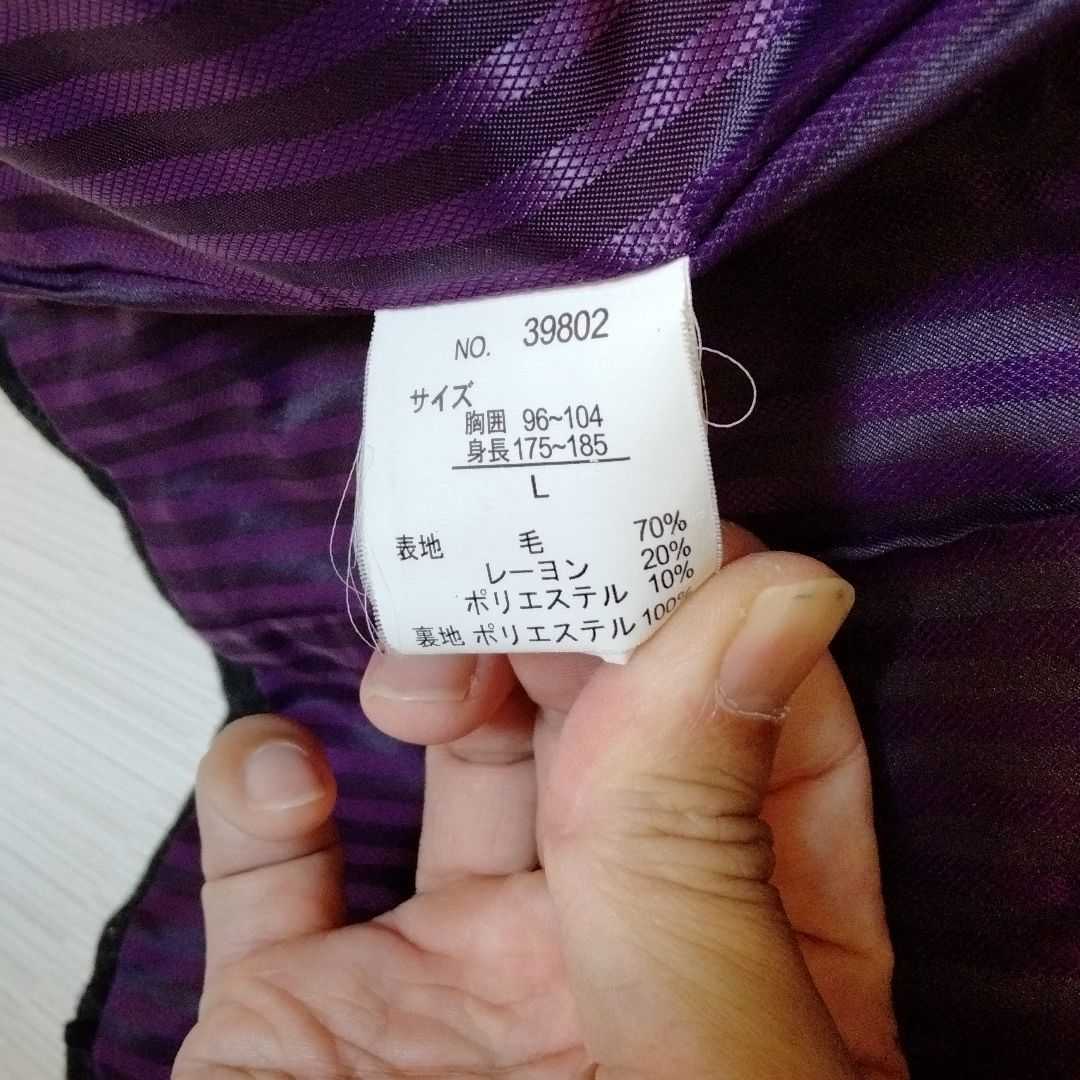 NO. 39802
サイズ
胸囲 96~104
身長 175~185
L
表地 毛 70%
レーヨン 20%
ポリエステル 10%
裏地 ポリエステル 100%